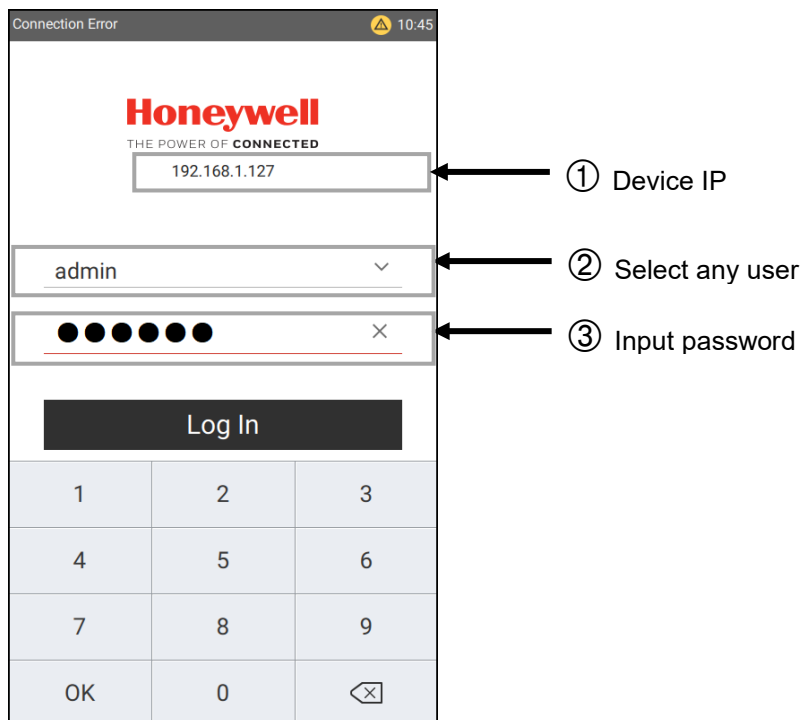 Connection Error 10:45
Honeywell
THE POWER OF CONNECTED
192.168.1.127
① Device IP
admin
② Select any user
●●●●●●
③ Input password
Log In
1 2 3
4 5 6
7 8 9
OK 0